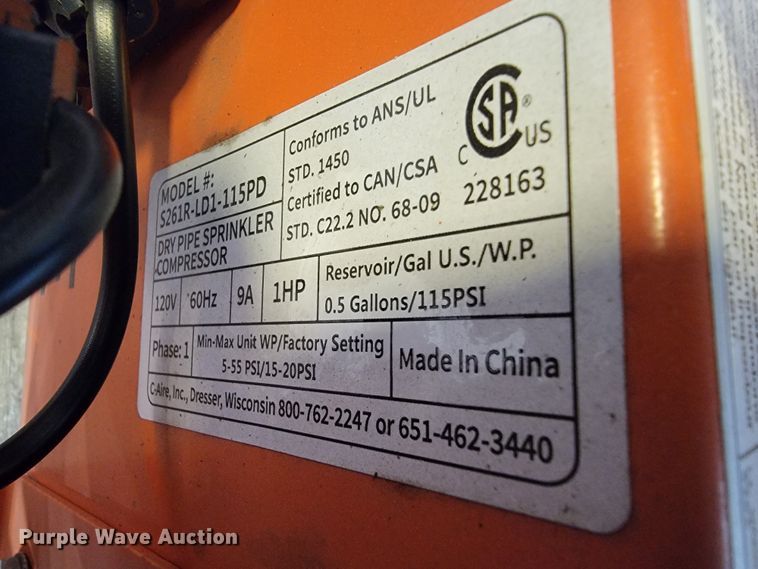 MODEL #:
S261R-LD1-115PD
DRY PIPE SPRINKLER
COMPRESSOR
Conforms to ANS/UL
STD. 1450
Certified to CAN/CSA
STD. C22.2 NO. 68-09
CSA®
C US
228163
120V 60Hz 9A 1HP
Reservoir/Gal U.S./W.P.
0.5 Gallons/115PSI
Phase: 1
Min-Max Unit WP/Factory Setting
5-55 PSI/15-20PSI
Made In China
C-Aire, Inc., Dresser, Wisconsin 800-762-2247 or 651-462-3440
Purple Wave Auction